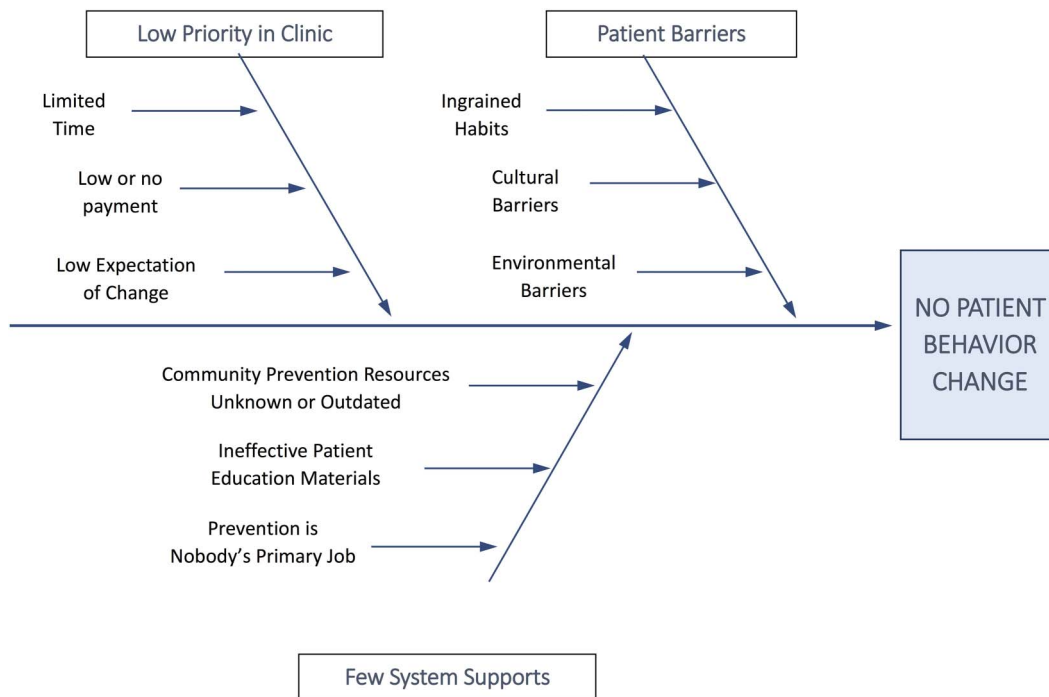 Low Priority in Clinic
Patient Barriers
Limited
Time
Low or no
payment
Low Expectation
of Change
Ingrained
Habits
Cultural
Barriers
Environmental
Barriers
NO PATIENT
BEHAVIOR
CHANGE
Community Prevention Resources
Unknown or Outdated
Ineffective Patient
Education Materials
Prevention is
Nobody’s Primary Job
Few System Supports